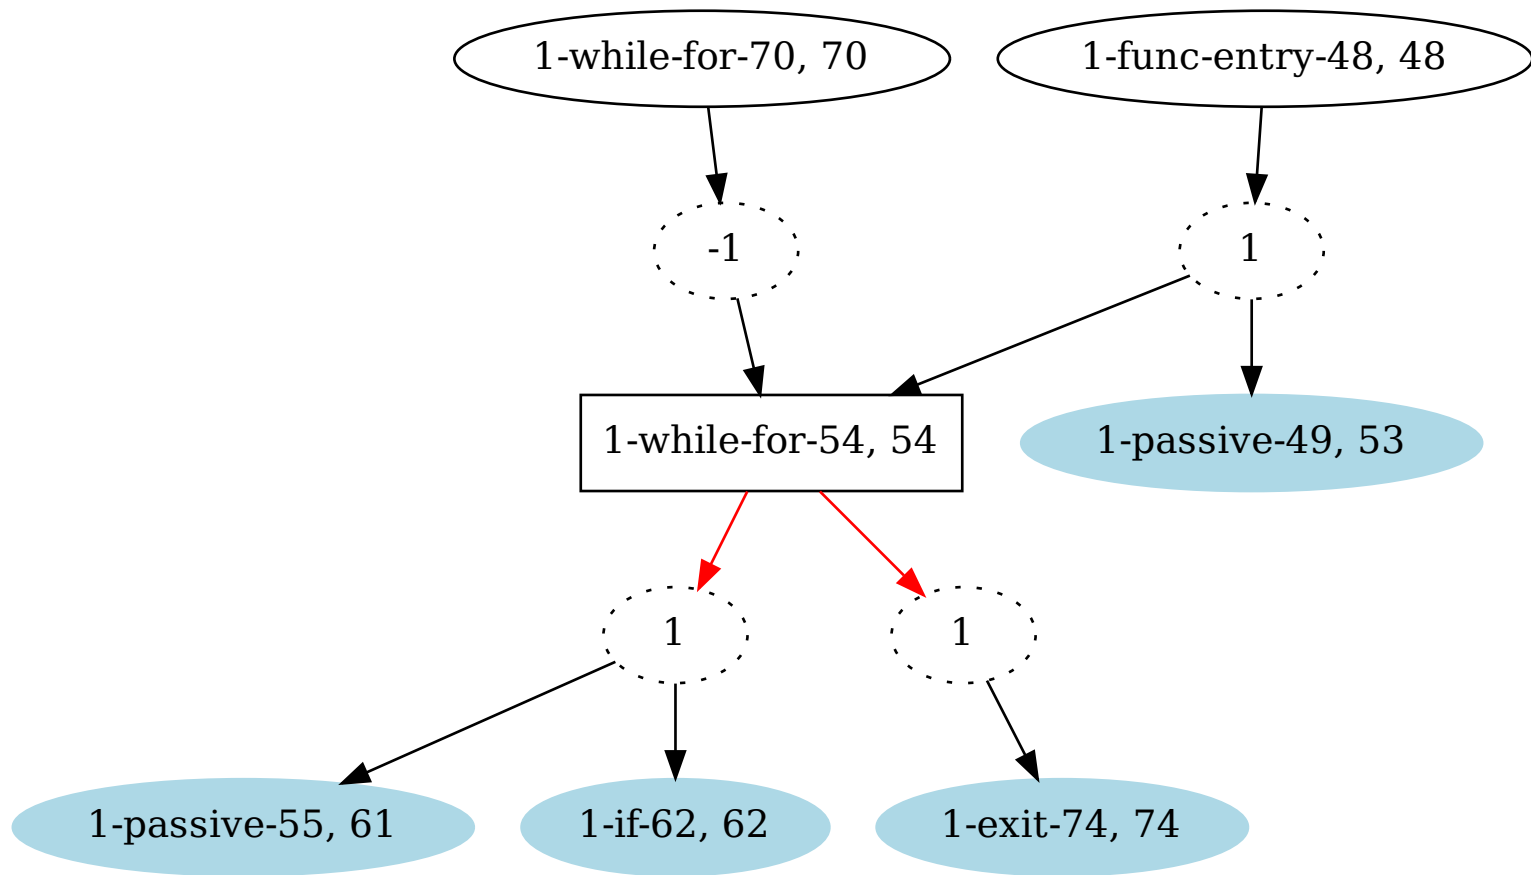 1-while-for-70, 70
1-func-entry-48, 48
-1
1
1-while-for-54, 54
1-passive-49, 53
1
1
1-passive-55, 61
1-if-62, 62
1-exit-74, 74